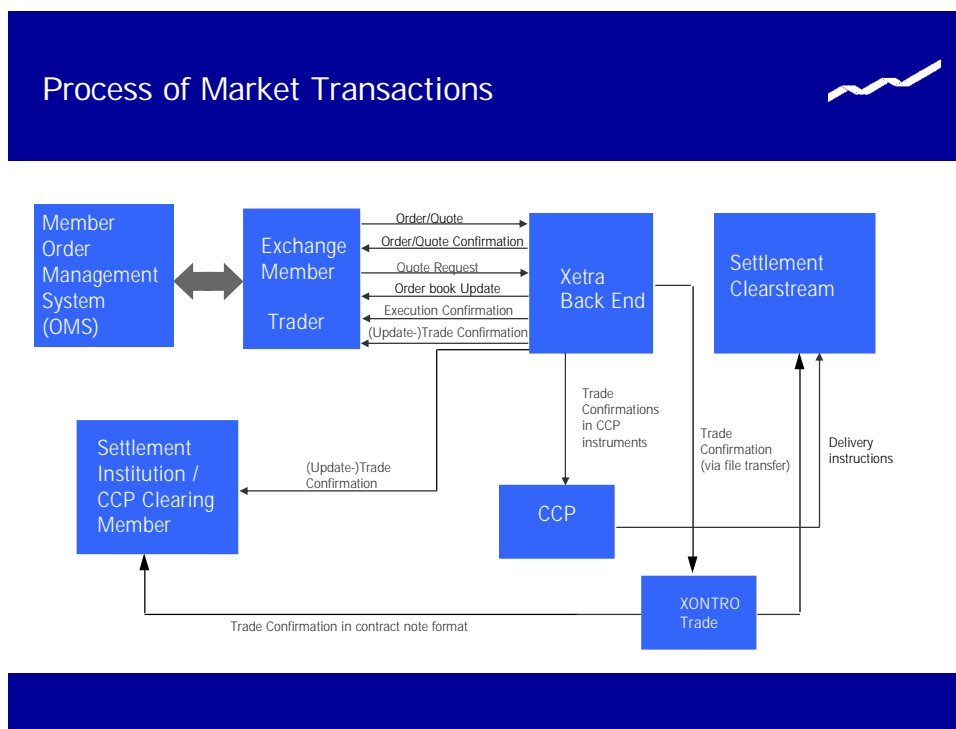 Process of Market Transactions
Member
Order
Management
System
(OMS)
Exchange
Member
Trader
Order/Quote
Order/Quote Confirmation
Quote Request
Order book Update
Execution Confirmation
(Update-)Trade Confirmation
Xetra
Back End
Settlement
Clearstream
Trade
Confirmations
in CCP
instruments
Trade
Confirmation
(via file transfer)
Delivery
instructions
Settlement
Institution /
CCP Clearing
Member
(Update-)Trade
Confirmation
CCP
XONTRO
Trade
Trade Confirmation in contract note format